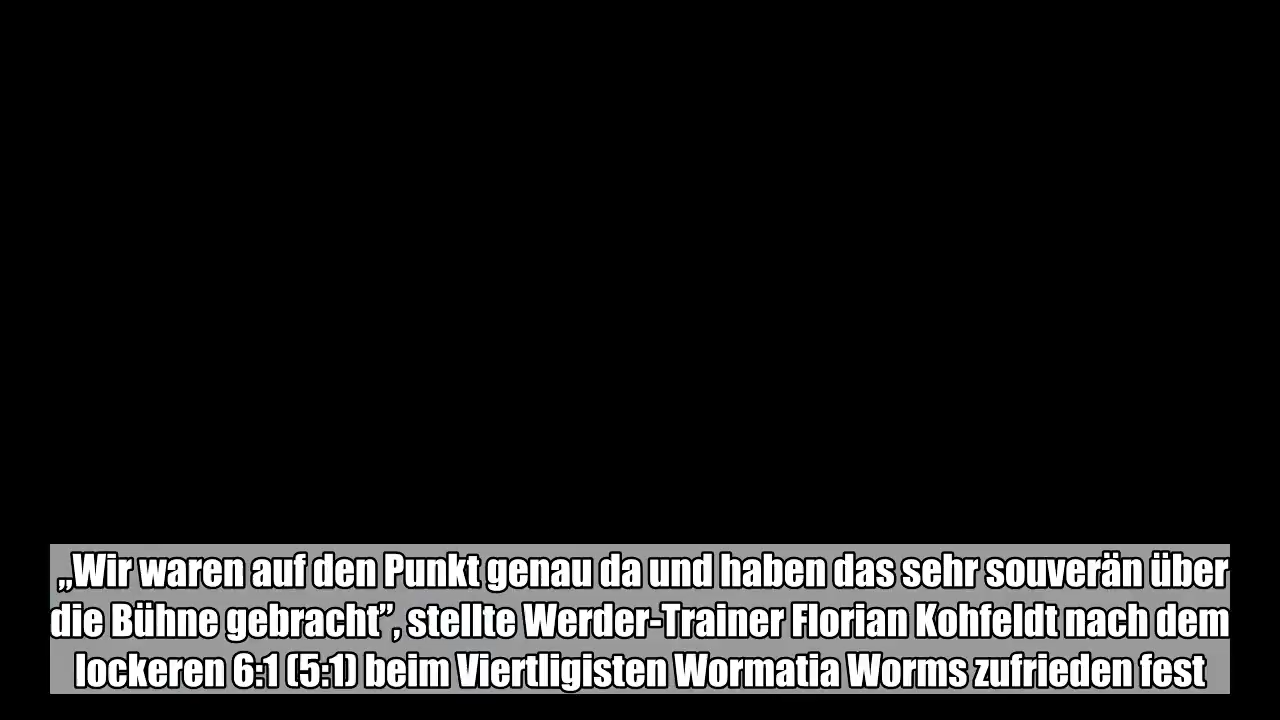 „Wir waren auf den Punkt genau da und haben das sehr souverän über
die Bühne gebracht”, stellte Werder-Trainer Florian Kohfeldt nach dem
lockeren 6:1 (5:1) beim Viertligisten Wormatia Worms zufrieden fest